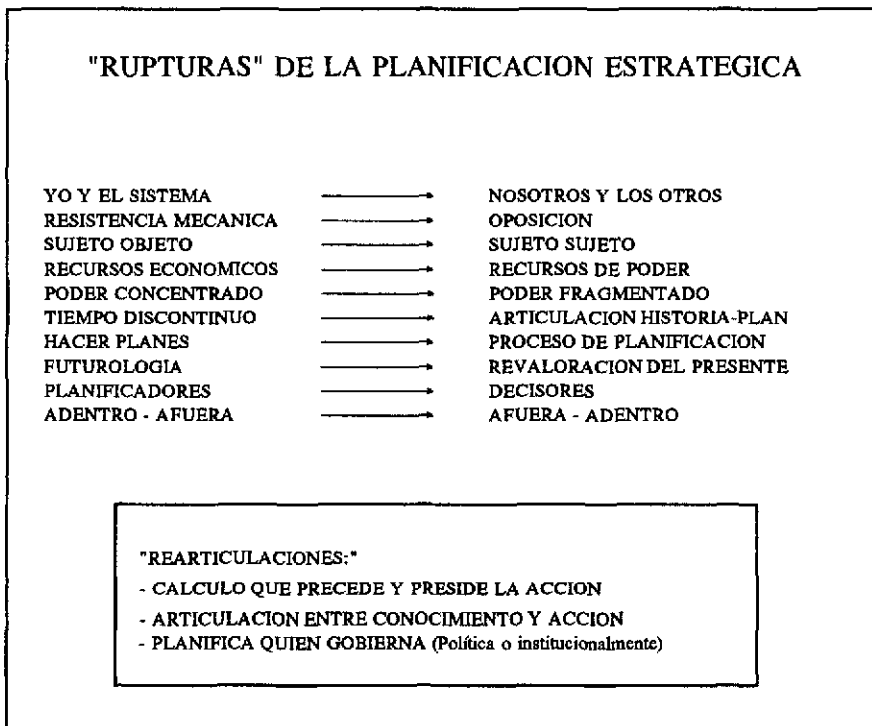 "RUPTURAS" DE LA PLANIFICACION ESTRATEGICA
YO Y EL SISTEMA NOSOTROS Y LOS OTROS
RESISTENCIA MECANICA OPOSICION
SUJETO OBJETO SUJETO SUJETO
RECURSOS ECONOMICOS RECURSOS DE PODER
PODER CONCENTRADO PODER FRAGMENTADO
TIEMPO DISCONTINUO ARTICULACION HISTORIA-PLAN
HACER PLANES PROCESO DE PLANIFICACION
FUTUROLOGIA REVALORACION DEL PRESENTE
PLANIFICADORES DECISORES
ADENTRO - AFUERA AFUERA - ADENTRO
"REARTICULACIONES:"
- CALCULO QUE PRECEDE Y PRESIDE LA ACCION
- ARTICULACION ENTRE CONOCIMIENTO Y ACCION
- PLANIFICA QUIEN GOBIERNA (Política o institucionalmente)